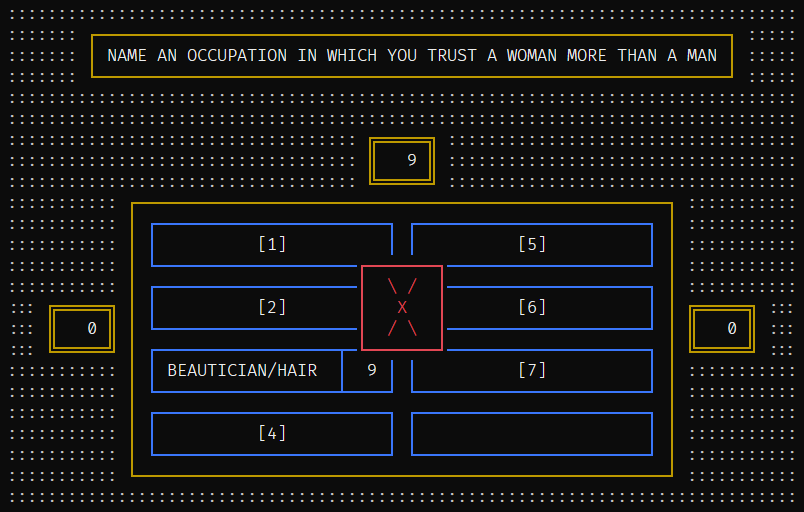 NAME AN OCCUPATION IN WHICH YOU TRUST A WOMAN MORE THAN A MAN
9
[1] [5]
\ /
[2] X [6]
0 0
/ \
BEAUTICIAN/HAIR 9 [7]
[4]